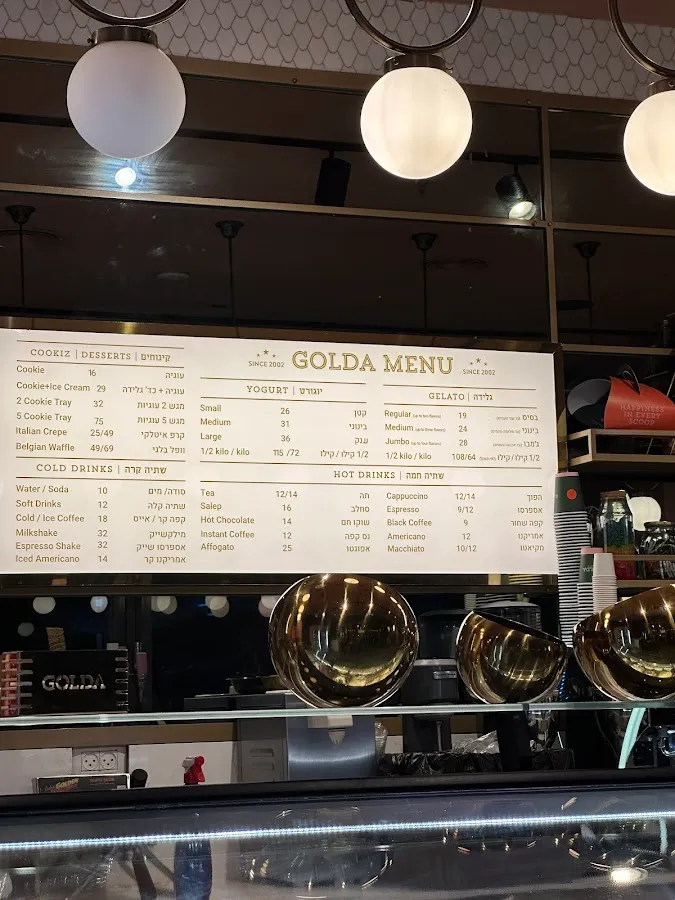 GOLDA MENU
SINCE 2002
SINCE 2002
COOKIZ | DESSERTS | קינוחים
Cookie 16 עוגיה
Cookie+Ice Cream 29 עוגיה + כד' גלידה
2 Cookie Tray 32 מגש 2 עוגיות
5 Cookie Tray 75 מגש 5 עוגיות
Italian Crepe 25/49 קרפ איטלקי
Belgian Waffle 49/69 וופל בלגי
YOGURT | יוגורט
Small 26 קטן
Medium 31 בינוני
Large 36 ענק
1/2 kilo / kilo 72/ 115 1/2 קילו / קילו
GELATO | גלידה
Regular 19 בסיס
Medium 24 בינוני
Jumbo 28 ג'מבו
1/2 kilo / kilo 108/64 1/2 קילו / קילו
COLD DRINKS | שתיה קרה
Water / Soda 10 סודה/ מים
Soft Drinks 12 שתיה קלה
Cold / Ice Coffee 18 קפה קר / אייס
Milkshake 32 מילקשייק
Espresso Shake 32 אספרסו שייק
Iced Americano 14 אמריקנו קר
HOT DRINKS | שתיה חמה
Tea 12/14 תה
Salep 16 סחלב
Hot Chocolate 14 שוקו חם
Instant Coffee 12 נס קפה
Affogato 25 אפוגטו
Cappuccino 12/14 הפוך
Espresso 9/12 אספרסו
Black Coffee 9 קפה שחור
Americano 12 אמריקנו
Macchiato 10/12 מקיאטו
HAPPINESS
IN EVERY
SCOOP
GOLDA